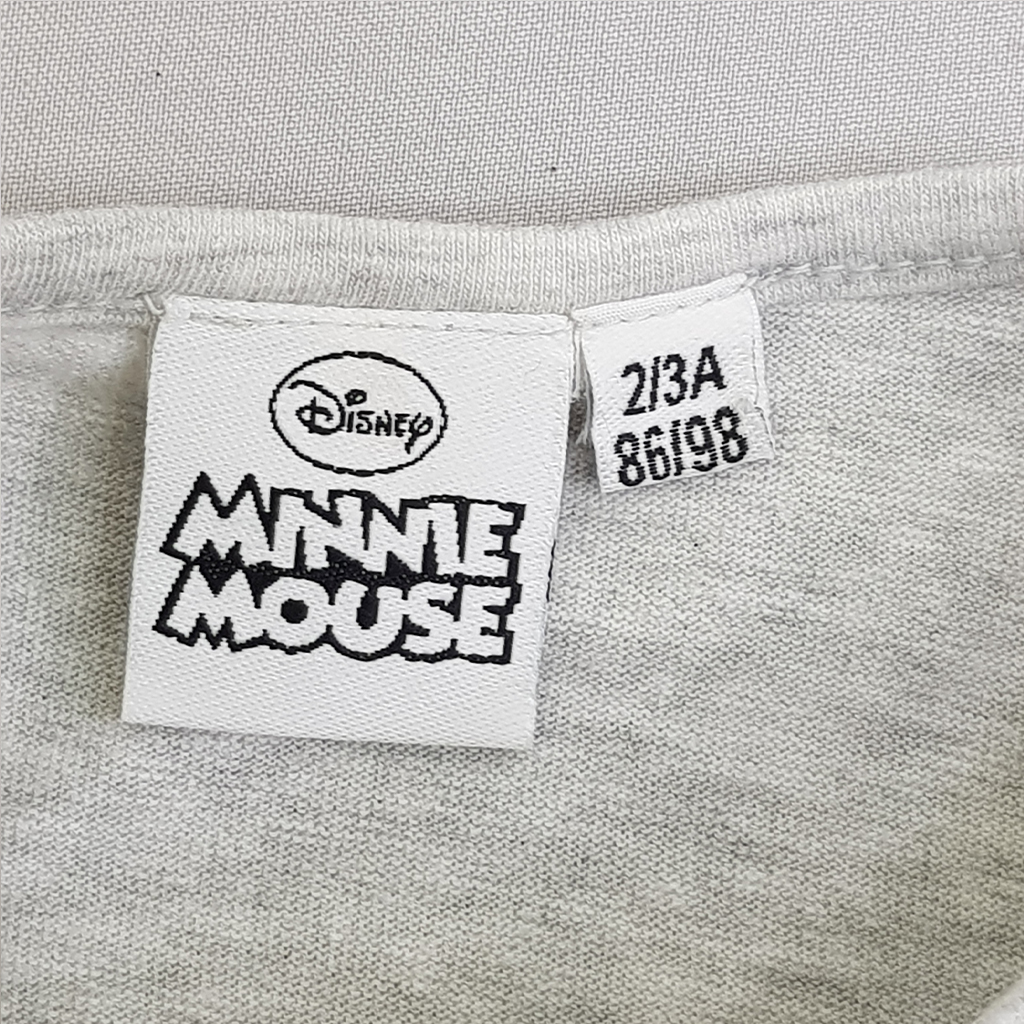 Disney
MINNIE
MOUSE
2/3A
86/98